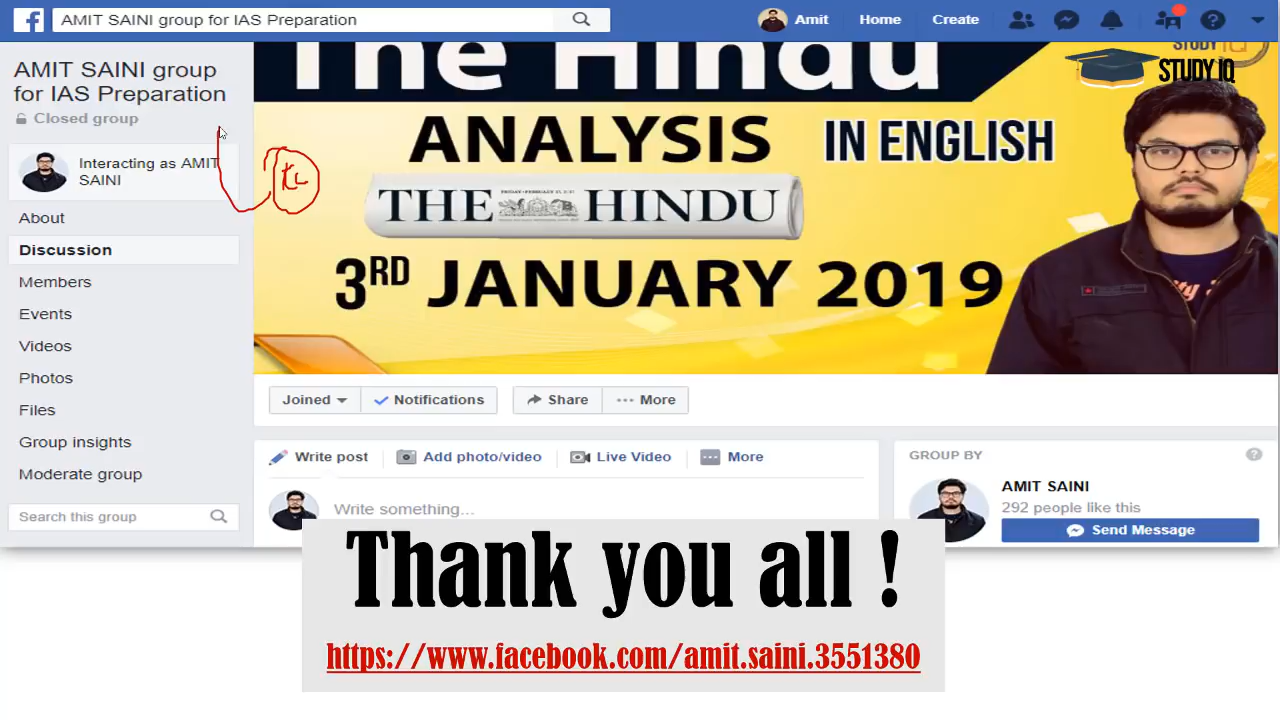 AMIT SAINI group for IAS Preparation
Amit
Home
Create
AMIT SAINI group
for IAS Preparation
Closed group
Interacting as AMIT
SAINI
About
Discussion
Members
Events
Videos
Photos
Files
Group insights
Moderate group
Search this group
The Hindu
STUDY IQ
STUDY IQ
ANALYSIS
IN ENGLISH
THE HINDU
3RD JANUARY 2019
Joined
Notifications
Share
More
Write post
Add photo/video
Live Video
More
Write something...
GROUP BY
AMIT SAINI
292 people like this
Send Message
Thank you all !
https://www.facebook.com/amit.saini.3551380